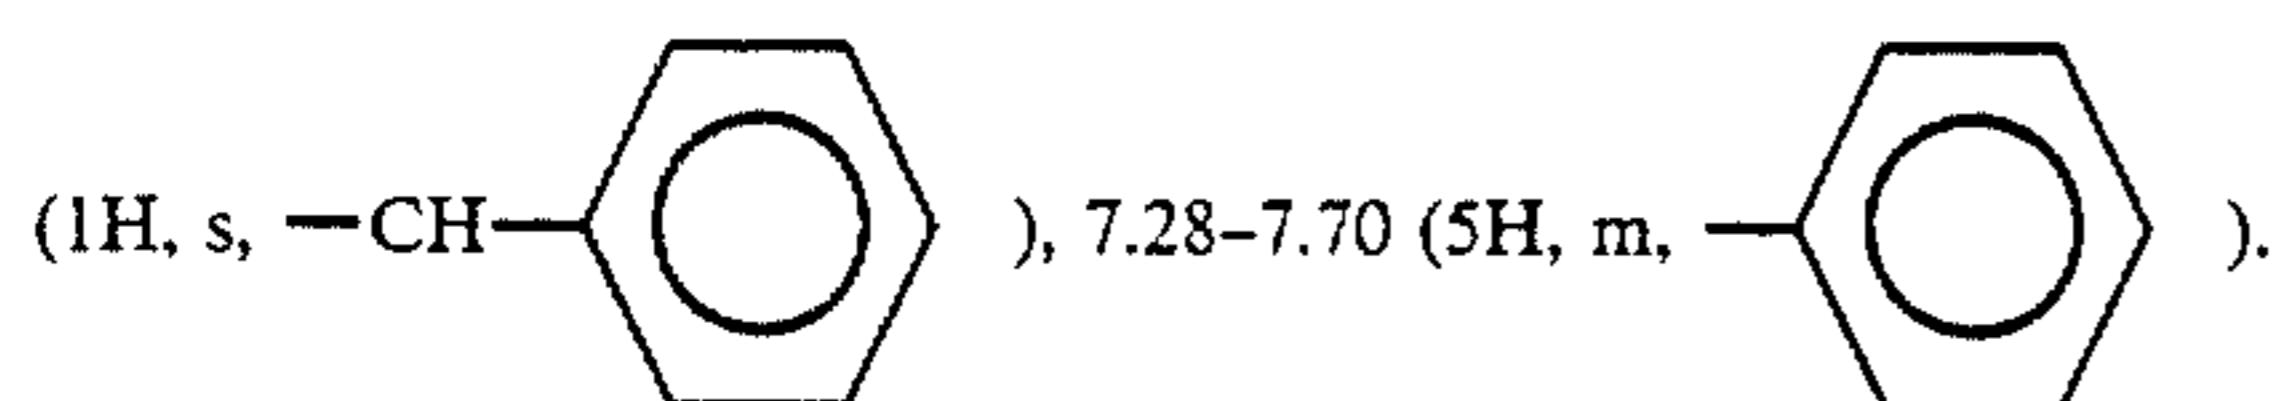 (1H, s, —CH— ), 7.28–7.70 (5H, m, — ).